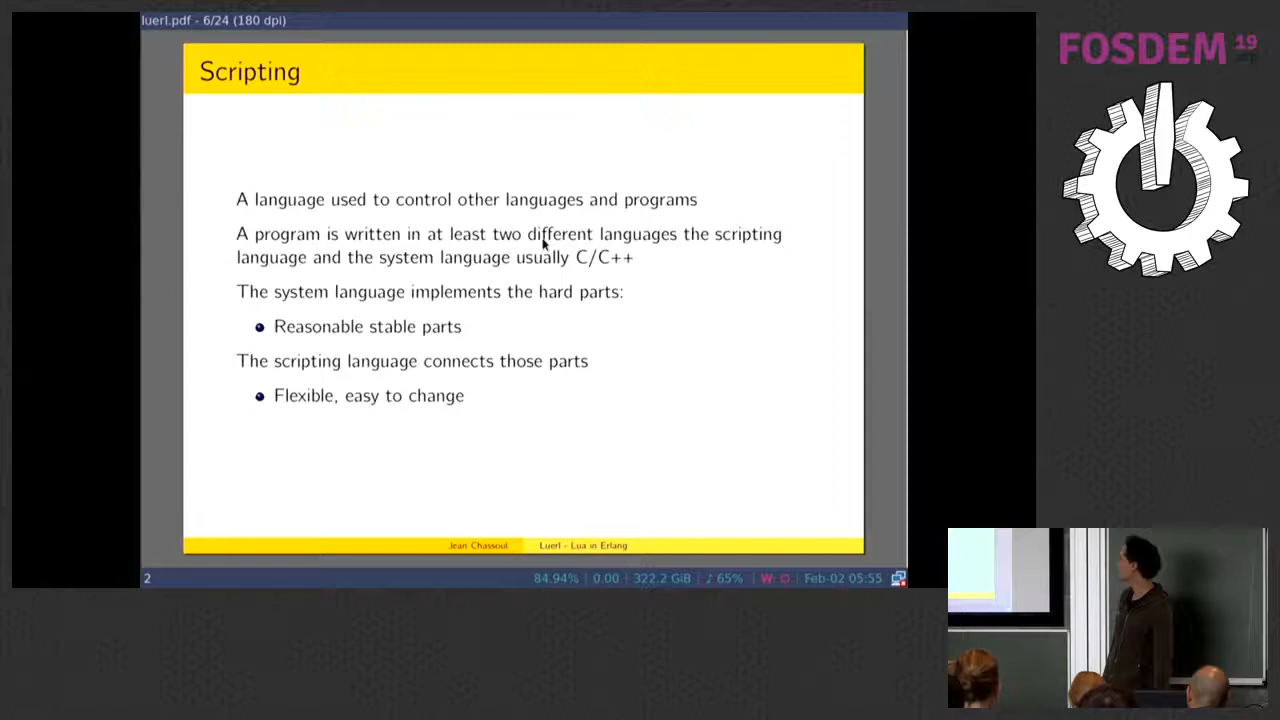 luerl.pdf - 6/24 (180 dpi)
FOSDEM 19
Scripting
A language used to control other languages and programs
A program is written in at least two different languages the scripting
language and the system language usually C/C++
The system language implements the hard parts:
Reasonable stable parts
The scripting language connects those parts
Flexible, easy to change
Jean Chassoul
Luerl - Lua in Erlang
2
84.94% | 0.00 | 322.2 GiB | ♪ 65% | W: O | Feb-02 05:55